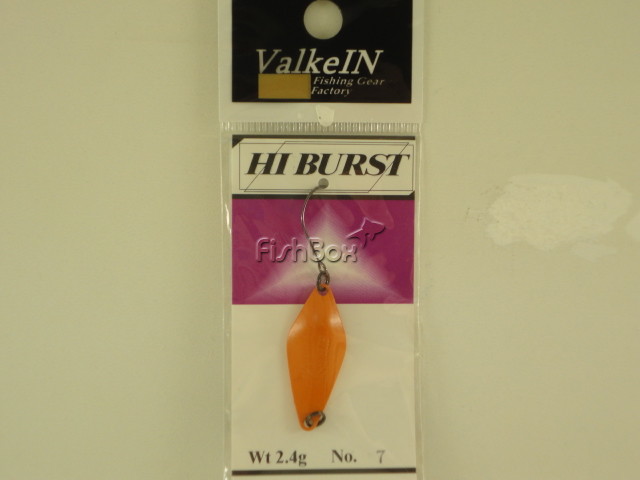 ValkeIN
Fishing Gear
Factory
HI BURST
FishBox
Wt 2.4g No. 7